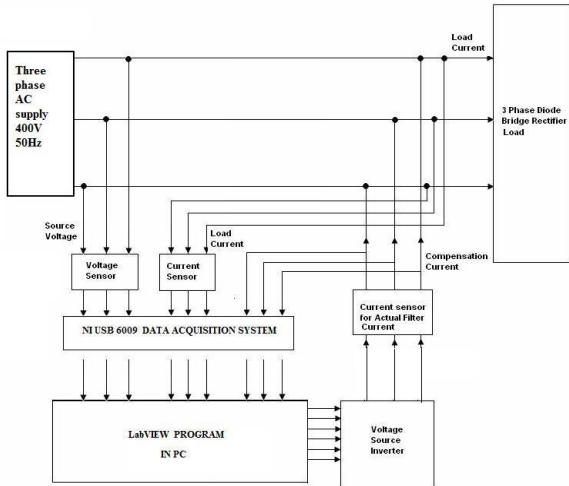 Three
phase
AC
supply
400V
50Hz
Load
Current
3 Phase Diode
Bridge Rectifier
Load
Source
Voltage
Load
Current
Compensation
Current
Voltage
Sensor
Current
Sensor
Current sensor
for Actual Filter
Current
NI USB 6009 DATA ACQUISITION SYSTEM
LabVIEW PROGRAM
IN PC
Voltage
Source
Inverter